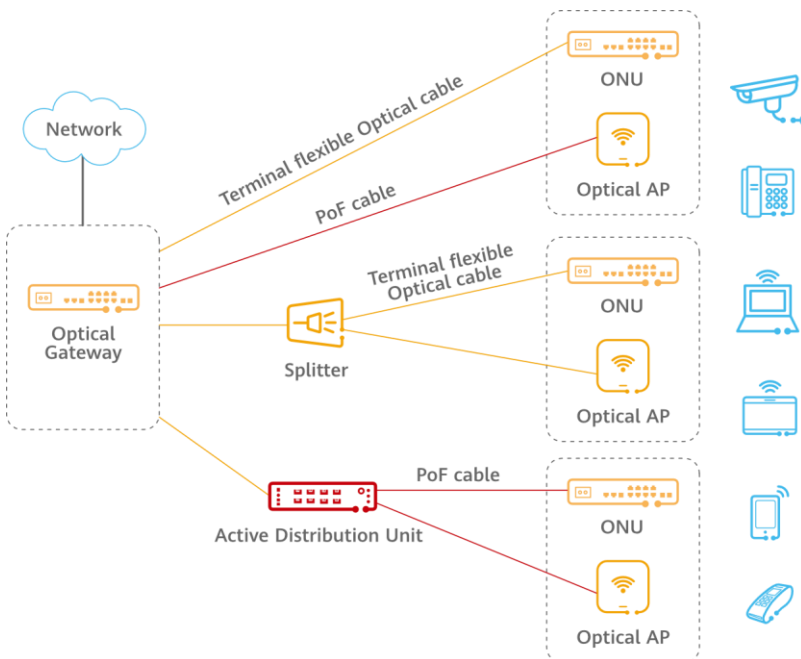 ONU
Terminal flexible Optical cable
Network
PoF cable
Optical AP
Terminal flexible
Optical cable
ONU
Optical
Gateway
Splitter
Optical AP
PoF cable
Active Distribution Unit
ONU
Optical AP